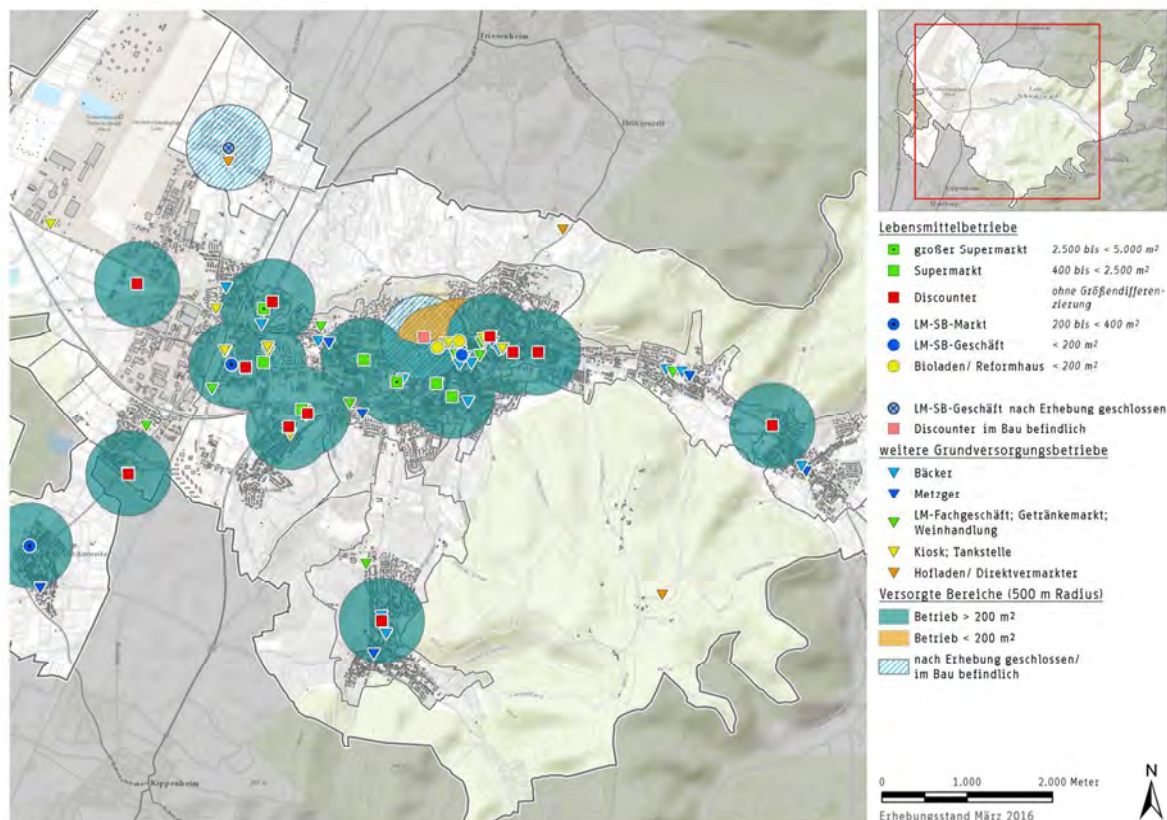 Friesenheim
Heiligenzell
Kippenheim
Lebensmittelbetriebe
großer Supermarkt 2.500 bis < 5.000 m²
Supermarkt 400 bis < 2.500 m²
Discounter ohne Größendifferen-
zierung
LM-SB-Markt 200 bis < 400 m²
LM-SB-Geschäft < 200 m²
Bioladen/ Reformhaus < 200 m²
LM-SB-Geschäft nach Erhebung geschlossen
Discounter im Bau befindlich
weitere Grundversorgungsbetriebe
Bäcker
Metzger
LM-Fachgeschäft; Getränkemarkt;
Weinhandlung
Kiosk; Tankstelle
Hofladen/ Direktvermarkter
Versorgte Bereiche (500 m Radius)
Betrieb > 200 m²
Betrieb < 200 m²
nach Erhebung geschlossen/
im Bau befindlich
N
0 1.000 2.000 Meter
Erhebungsstand März 2016